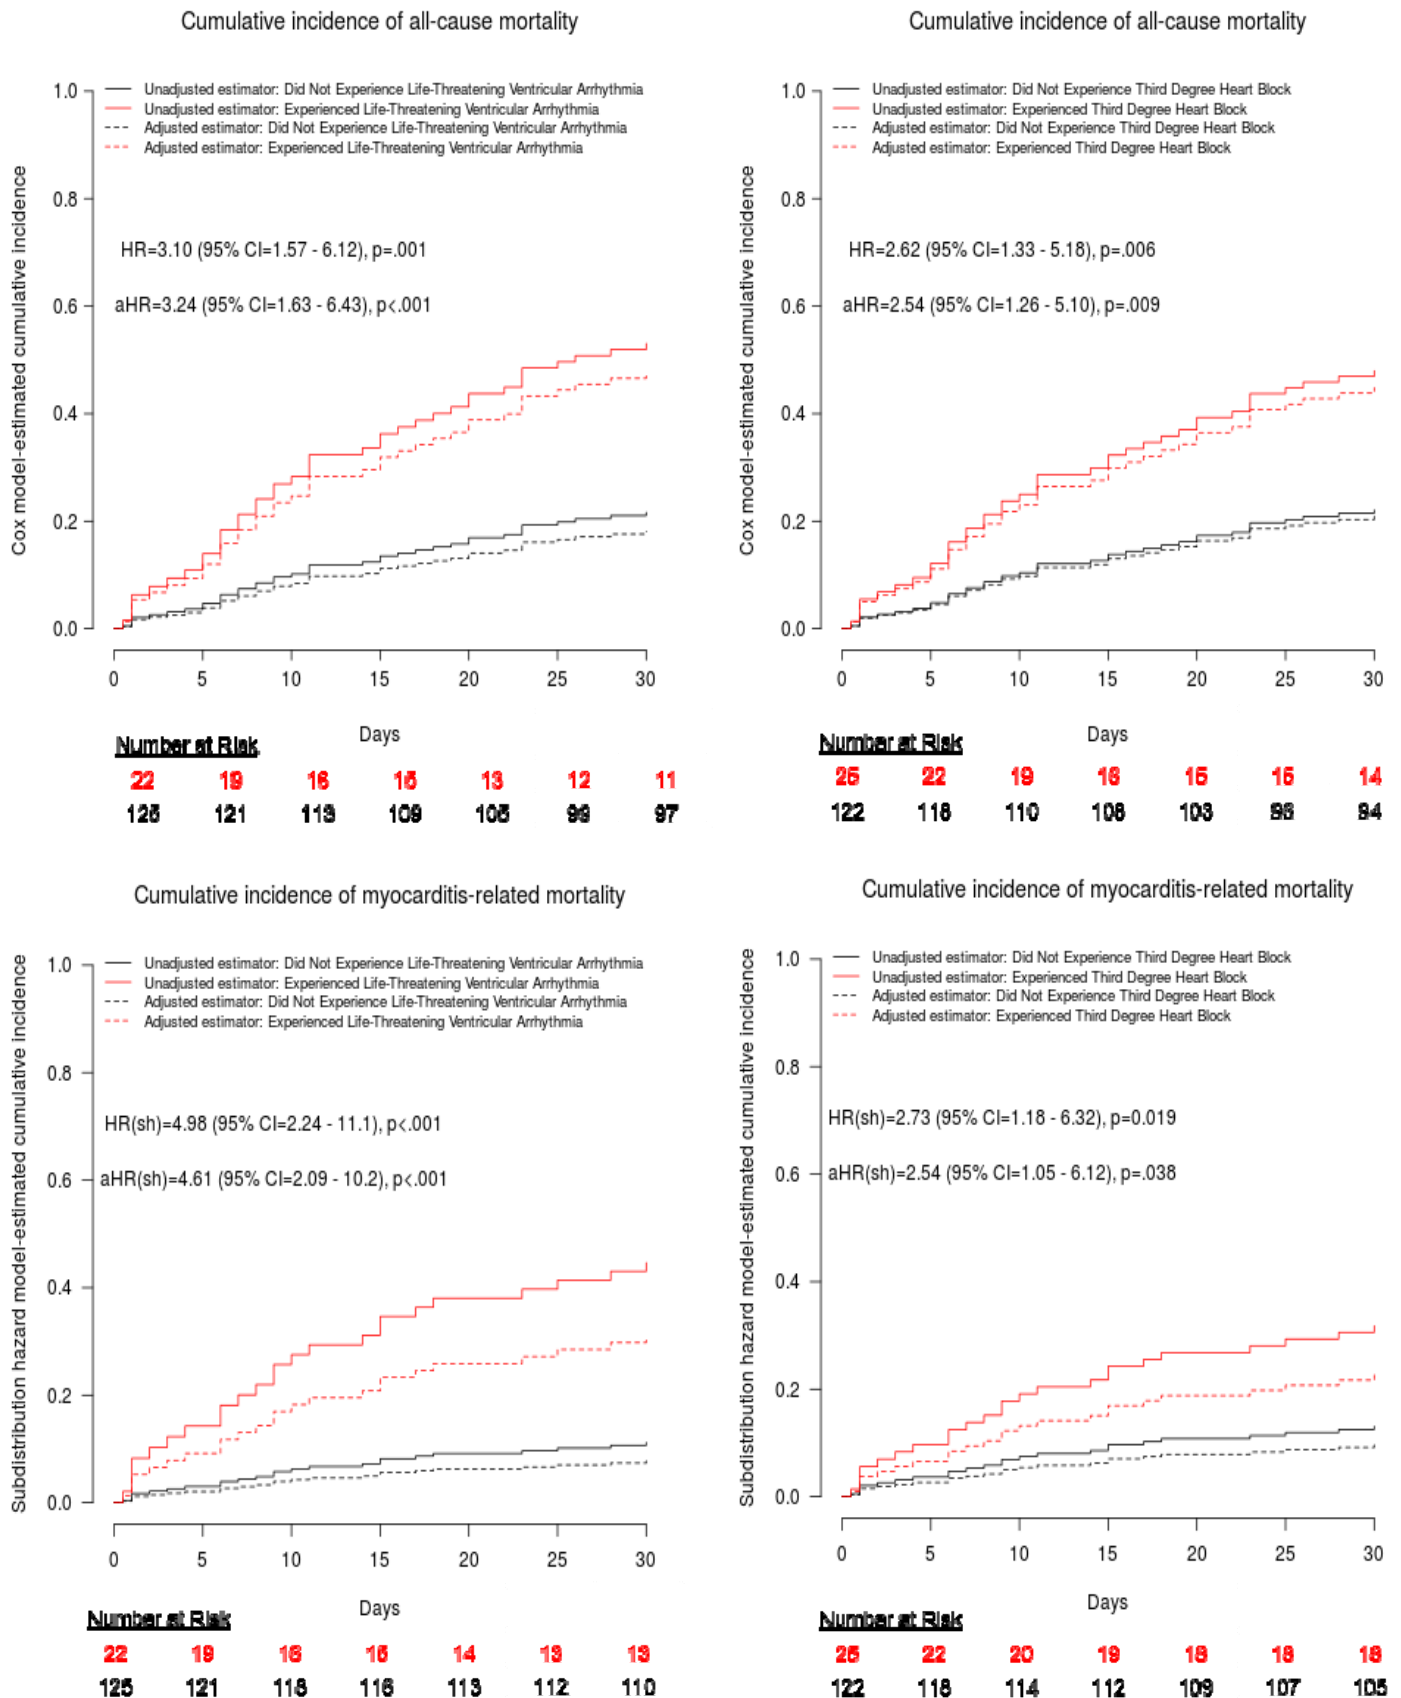 Cumulative incidence of all-cause mortality
Unadjusted estimator: Did Not Experience Life-Threatening Ventricular Arrhythmia
Unadjusted estimator: Experienced Life-Threatening Ventricular Arrhythmia
Adjusted estimator: Did Not Experience Life-Threatening Ventricular Arrhythmia
Adjusted estimator: Experienced Life-Threatening Ventricular Arrhythmia
Cox model-estimated cumulative incidence
1.0
0.8
0.6
0.4
0.2
0.0
HR=3.10 (95% CI=1.57 - 6.12), p=.001
aHR=3.24 (95% CI=1.63 - 6.43), p<.001
0 5 10 15 20 25 30
Days
Number at Risk
22 19 16 15 13 12 11
125 121 113 109 105 99 97
Cumulative incidence of all-cause mortality
Unadjusted estimator: Did Not Experience Third Degree Heart Block
Unadjusted estimator: Experienced Third Degree Heart Block
Adjusted estimator: Did Not Experience Third Degree Heart Block
Adjusted estimator: Experienced Third Degree Heart Block
Cox model-estimated cumulative incidence
1.0
0.8
0.6
0.4
0.2
0.0
HR=2.62 (95% CI=1.33 - 5.18), p=.006
aHR=2.54 (95% CI=1.26 - 5.10), p=.009
0 5 10 15 20 25 30
Days
Number at Risk
25 22 19 16 15 15 14
122 118 110 108 103 96 94
Cumulative incidence of myocarditis-related mortality
Unadjusted estimator: Did Not Experience Life-Threatening Ventricular Arrhythmia
Unadjusted estimator: Experienced Life-Threatening Ventricular Arrhythmia
Adjusted estimator: Did Not Experience Life-Threatening Ventricular Arrhythmia
Adjusted estimator: Experienced Life-Threatening Ventricular Arrhythmia
Subdistribution hazard model-estimated cumulative incidence
1.0
0.8
0.6
0.4
0.2
0.0
HR(sh)=4.98 (95% CI=2.24 - 11.1), p<.001
aHR(sh)=4.61 (95% CI=2.09 - 10.2), p<.001
0 5 10 15 20 25 30
Days
Number at Risk
22 19 16 15 14 13 13
125 121 118 116 113 112 110
Cumulative incidence of myocarditis-related mortality
Unadjusted estimator: Did Not Experience Third Degree Heart Block
Unadjusted estimator: Experienced Third Degree Heart Block
Adjusted estimator: Did Not Experience Third Degree Heart Block
Adjusted estimator: Experienced Third Degree Heart Block
Subdistribution hazard model-estimated cumulative incidence
1.0
0.8
0.6
0.4
0.2
0.0
HR(sh)=2.73 (95% CI=1.18 - 6.32), p=0.019
aHR(sh)=2.54 (95% CI=1.05 - 6.12), p=.038
0 5 10 15 20 25 30
Days
Number at Risk
25 22 20 19 18 18 18
122 118 114 112 109 107 105